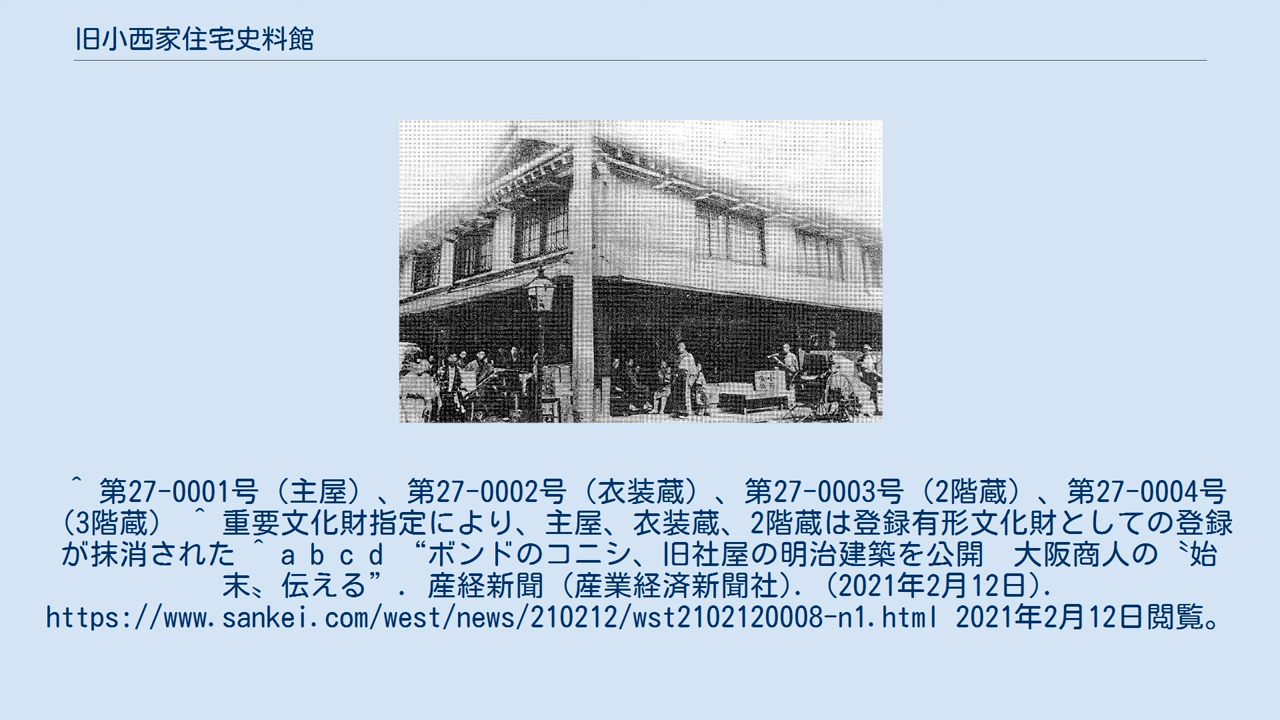 旧小西家住宅史料館
^ 第27-0001号（主屋）、第27-0002号（衣装蔵）、第27-0003号（2階蔵）、第27-0004号
（3階蔵） ^ 重要文化財指定により、主屋、衣装蔵、2階蔵は登録有形文化財としての登録
が抹消された ^ a b c d “ボンドのコニシ、旧社屋の明治建築を公開　大阪商人の〝始
末〟伝える”. 産経新聞（産業経済新聞社）. （2021年2月12日）.
https://www.sankei.com/west/news/210212/wst2102120008-n1.html 2021年2月12日閲覧。